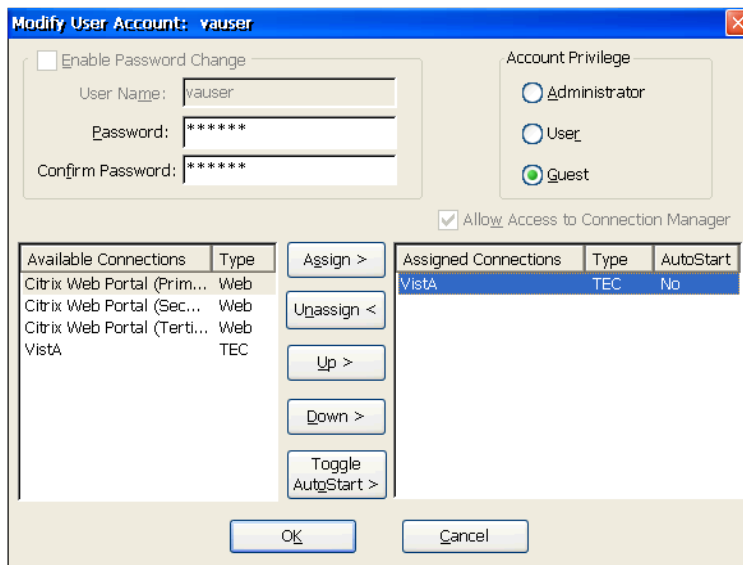 Modify User Account: vauser
Enable Password Change
User Name: vauser
Password: ******
Confirm Password: ******
Account Privilege
Administrator
User
Guest
Allow Access to Connection Manager
Available Connections Type
Citrix Web Portal (Prim... Web
Citrix Web Portal (Sec... Web
Citrix Web Portal (Terti... Web
VistA TEC
Assign >
Unassign <
Up >
Down >
Toggle
AutoStart >
Assigned Connections Type AutoStart
VistA TEC No
OK
Cancel